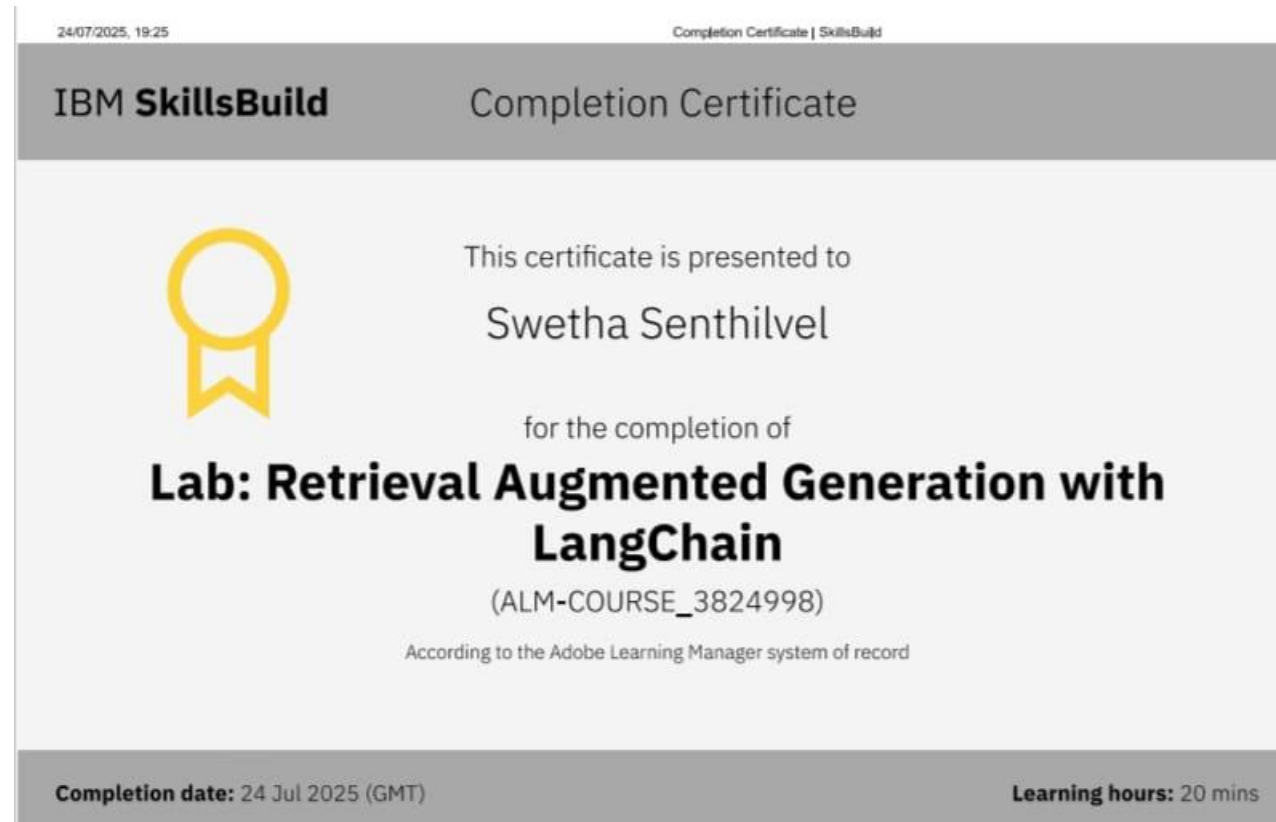 24/07/2025, 19:25 Completion Certificate | SkillsBuild
IBM SkillsBuild Completion Certificate
This certificate is presented to
Swetha Senthilvel
for the completion of
Lab: Retrieval Augmented Generation with
LangChain
(ALM-COURSE_3824998)
According to the Adobe Learning Manager system of record
Completion date: 24 Jul 2025 (GMT) Learning hours: 20 mins